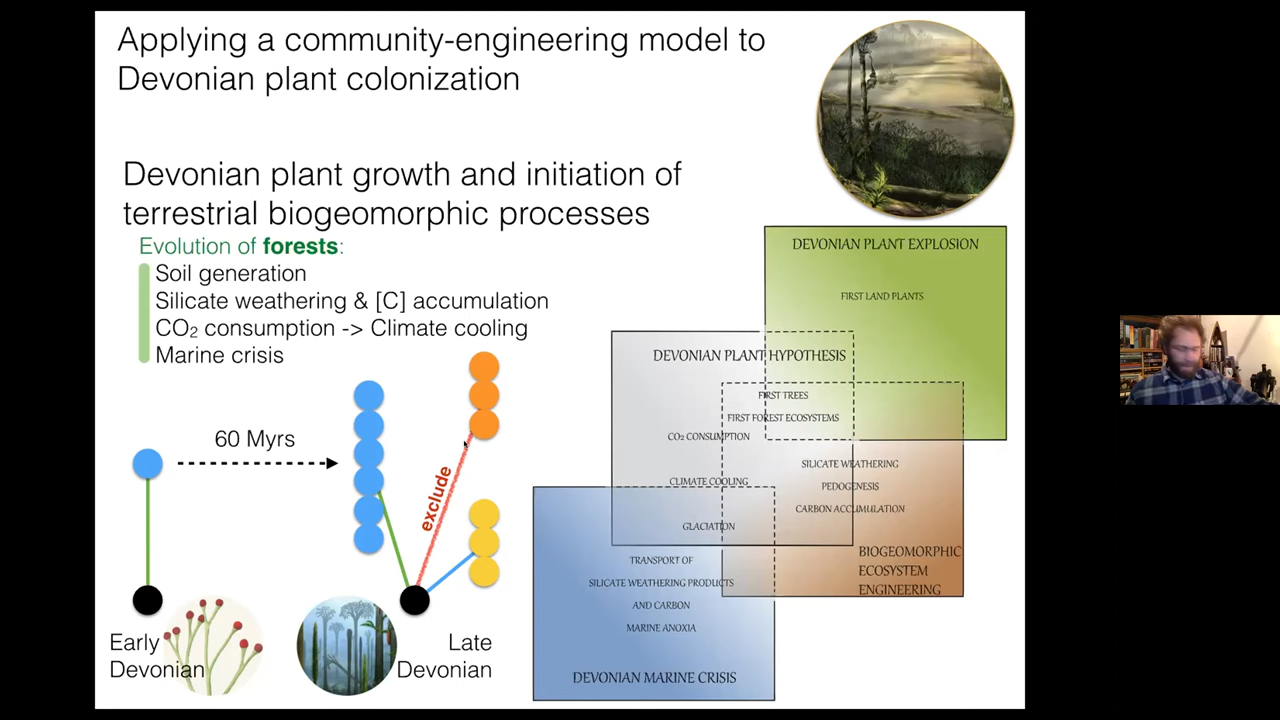 Applying a community-engineering model to
Devonian plant colonization
Devonian plant growth and initiation of
terrestrial biogeomorphic processes
Evolution of forests:
Soil generation
Silicate weathering & [C] accumulation
CO₂ consumption -> Climate cooling
Marine crisis
60 Myrs
exclude
Early
Devonian
Late
Devonian
DEVONIAN PLANT EXPLOSION
FIRST LAND PLANTS
DEVONIAN PLANT HYPOTHESIS
FIRST TREES
FIRST FOREST ECOSYSTEMS
CO₂ CONSUMPTION
SILICATE WEATHERING
CLIMATE COOLING
PEDOGENESIS
CARBON ACCUMULATION
GLACIATION
BIOGEOMORPHIC
ECOSYSTEM
ENGINEERING
TRANSPORT OF
SILICATE WEATHERING PRODUCTS
AND CARBON
MARINE ANOXIA
DEVONIAN MARINE CRISIS